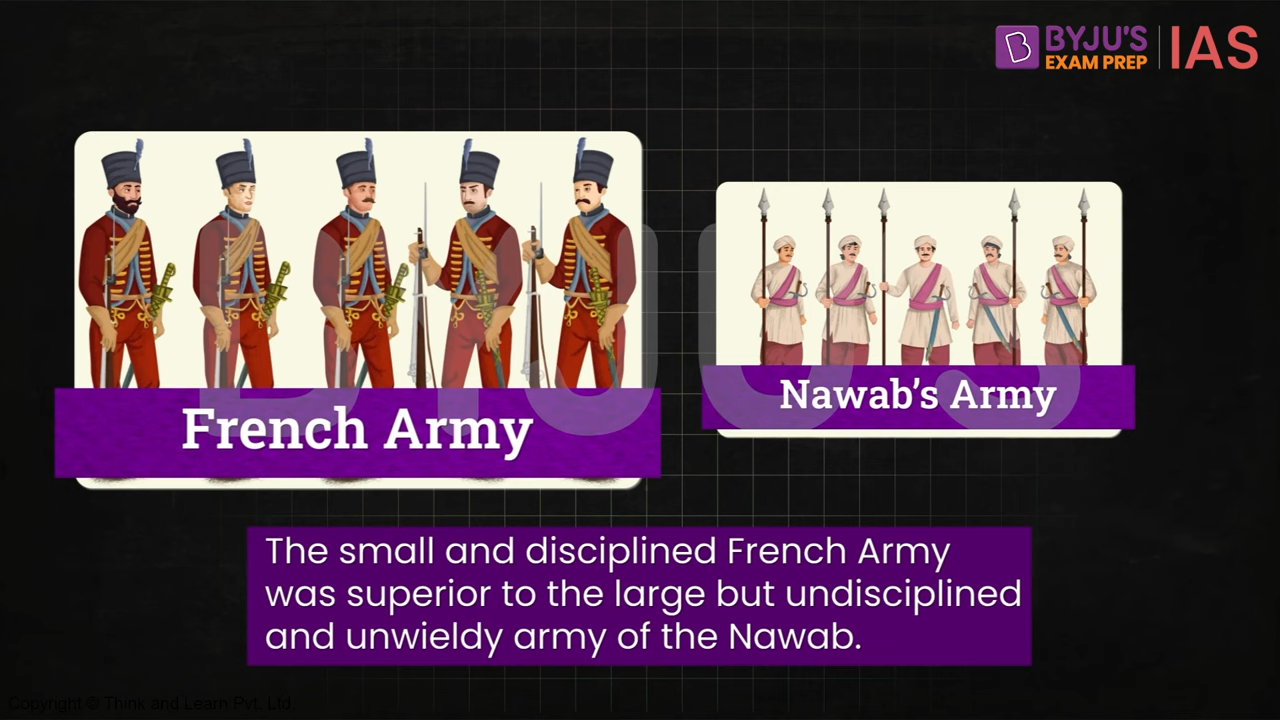 BYJU'S
EXAM PREP
IAS
BYJU'S
French Army
Nawab's Army
The small and disciplined French Army
was superior to the large but undisciplined
and unwieldy army of the Nawab.
Copyright © Think and Learn Pvt. Ltd.